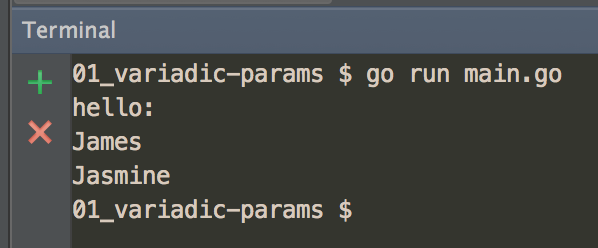 Terminal
01_variadic-params $ go run main.go
hello:
James
Jasmine
01_variadic-params $